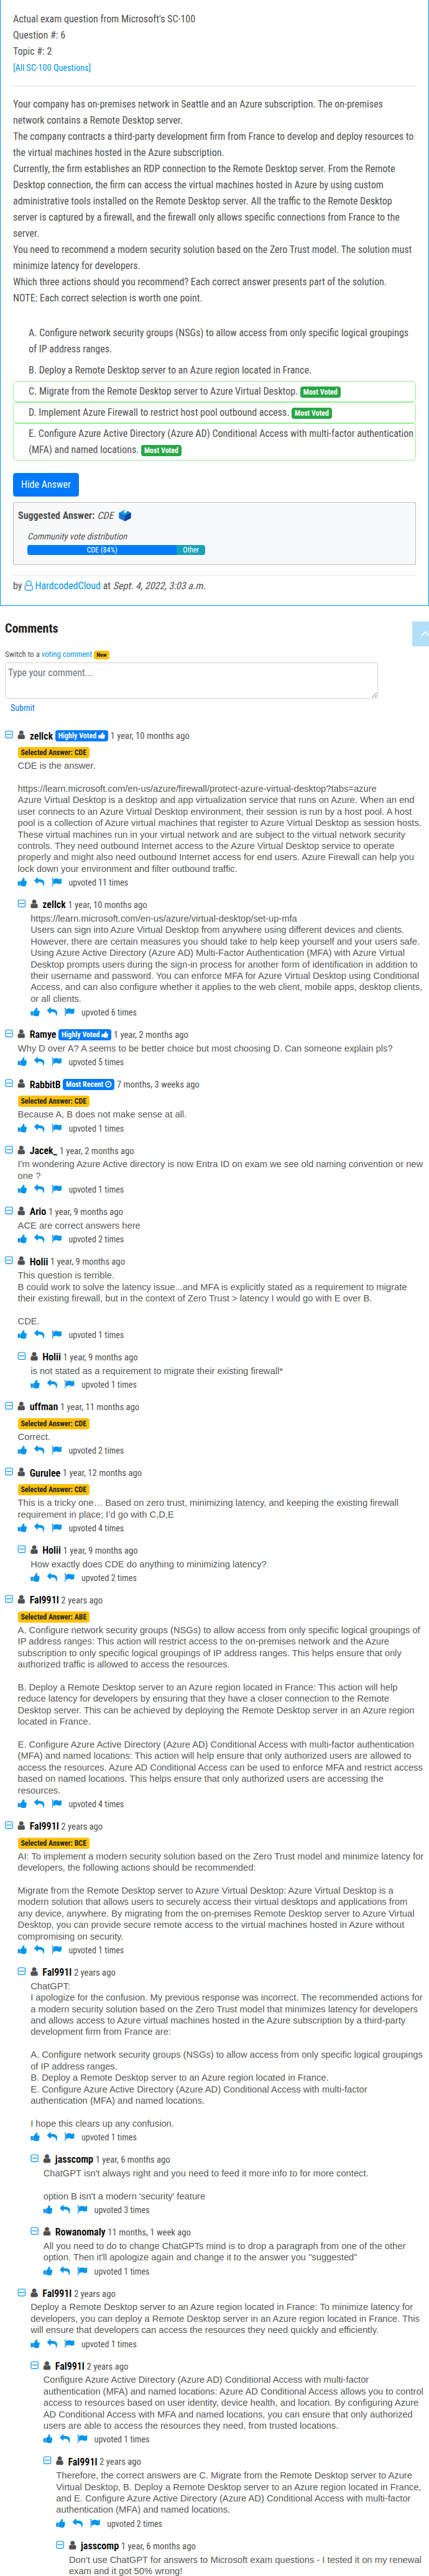 Actual exam question from Microsoft's SC-100
Question #: 6
Topic #: 2
[All SC-100 Questions]
Your company has on-premises network in Seattle and an Azure subscription. The on-premises
network contains a Remote Desktop server.
The company contracts a third-party development firm from France to develop and deploy resources to
the virtual machines hosted in the Azure subscription.
Currently, the firm establishes an RDP connection to the Remote Desktop server. From the Remote
Desktop connection, the firm can access the virtual machines hosted in Azure by using custom
administrative tools installed on the Remote Desktop server. All the traffic to the Remote Desktop
server is captured by a firewall, and the firewall only allows specific connections from France to the
server.
You need to recommend a modern security solution based on the Zero Trust model. The solution must
minimize latency for developers.
Which three actions should you recommend? Each correct answer presents part of the solution.
NOTE: Each correct selection is worth one point.
A. Configure network security groups (NSGs) to allow access from only specific logical groupings
of IP address ranges.
B. Deploy a Remote Desktop server to an Azure region located in France.
C. Migrate from the Remote Desktop server to Azure Virtual Desktop. Most Voted
D. Implement Azure Firewall to restrict host pool outbound access. Most Voted
E. Configure Azure Active Directory (Azure AD) Conditional Access with multi-factor authentication
(MFA) and named locations. Most Voted
Hide Answer
Suggested Answer: CDE
Community vote distribution
CDE (84%) Other
by HardcodedCloud at Sept. 4, 2022, 3:03 a.m.
Comments
Switch to a voting comment New
Type your comment...
Submit
zellck Highly Voted 1 year, 10 months ago
Selected Answer: CDE
CDE is the answer.
https://learn.microsoft.com/en-us/azure/firewall/protect-azure-virtual-desktop?tabs=azure
Azure Virtual Desktop is a desktop and app virtualization service that runs on Azure. When an end
user connects to an Azure Virtual Desktop environment, their session is run by a host pool. A host
pool is a collection of Azure virtual machines that register to Azure Virtual Desktop as session hosts.
These virtual machines run in your virtual network and are subject to the virtual network security
controls. They need outbound Internet access to the Azure Virtual Desktop service to operate
properly and might also need outbound Internet access for end users. Azure Firewall can help you
lock down your environment and filter outbound traffic.
upvoted 11 times
zellck 1 year, 10 months ago
https://learn.microsoft.com/en-us/azure/virtual-desktop/set-up-mfa
Users can sign into Azure Virtual Desktop from anywhere using different devices and clients.
However, there are certain measures you should take to help keep yourself and your users safe.
Using Azure Active Directory (Azure AD) Multi-Factor Authentication (MFA) with Azure Virtual
Desktop prompts users during the sign-in process for another form of identification in addition to
their username and password. You can enforce MFA for Azure Virtual Desktop using Conditional
Access, and can also configure whether it applies to the web client, mobile apps, desktop clients,
or all clients.
upvoted 6 times
Ramye Highly Voted 1 year, 2 months ago
Why D over A? A seems to be better choice but most choosing D. Can someone explain pls?
upvoted 5 times
RabbitB Most Recent 7 months, 3 weeks ago
Selected Answer: CDE
Because A, B does not make sense at all.
upvoted 1 times
Jacek_ 1 year, 2 months ago
I'm wondering Azure Active directory is now Entra ID on exam we see old naming convention or new
one ?
upvoted 1 times
Ario 1 year, 9 months ago
ACE are correct answers here
upvoted 2 times
Holii 1 year, 9 months ago
This question is terrible.
B could work to solve the latency issue...and MFA is explicitly stated as a requirement to migrate
their existing firewall, but in the context of Zero Trust > latency I would go with E over B.
CDE.
upvoted 1 times
Holii 1 year, 9 months ago
is not stated as a requirement to migrate their existing firewall*
upvoted 1 times
uffman 1 year, 11 months ago
Selected Answer: CDE
Correct.
upvoted 2 times
Gurulee 1 year, 12 months ago
Selected Answer: CDE
This is a tricky one… Based on zero trust, minimizing latency, and keeping the existing firewall
requirement in place; I'd go with C,D,E
upvoted 4 times
Holii 1 year, 9 months ago
How exactly does CDE do anything to minimizing latency?
upvoted 2 times
Fal991l 2 years ago
Selected Answer: ABE
A. Configure network security groups (NSGs) to allow access from only specific logical groupings of
IP address ranges: This action will restrict access to the on-premises network and the Azure
subscription to only specific logical groupings of IP address ranges. This helps ensure that only
authorized traffic is allowed to access the resources.
B. Deploy a Remote Desktop server to an Azure region located in France: This action will help
reduce latency for developers by ensuring that they have a closer connection to the Remote
Desktop server. This can be achieved by deploying the Remote Desktop server in an Azure region
located in France.
E. Configure Azure Active Directory (Azure AD) Conditional Access with multi-factor authentication
(MFA) and named locations: This action will help ensure that only authorized users are allowed to
access the resources. Azure AD Conditional Access can be used to enforce MFA and restrict access
based on named locations. This helps ensure that only authorized users are accessing the
resources.
upvoted 4 times
Fal991l 2 years ago
Selected Answer: BCE
AI: To implement a modern security solution based on the Zero Trust model and minimize latency for
developers, the following actions should be recommended:
Migrate from the Remote Desktop server to Azure Virtual Desktop: Azure Virtual Desktop is a
modern solution that allows users to securely access their virtual desktops and applications from
any device, anywhere. By migrating from the on-premises Remote Desktop server to Azure Virtual
Desktop, you can provide secure remote access to the virtual machines hosted in Azure without
compromising on security.
upvoted 1 times
Fal991l 2 years ago
ChatGPT:
I apologize for the confusion. My previous response was incorrect. The recommended actions for
a modern security solution based on the Zero Trust model that minimizes latency for developers
and allows access to virtual machines hosted in the Azure subscription by a third-party
development firm from France are:
A. Configure network security groups (NSGs) to allow access from only specific logical groupings
of IP address ranges.
B. Deploy a Remote Desktop server to an Azure region located in France.
E. Configure Azure Active Directory (Azure AD) Conditional Access with multi-factor
authentication (MFA) and named locations.
I hope this clears up any confusion.
upvoted 1 times
jasscomp 1 year, 6 months ago
ChatGPT isn't always right and you need to feed it more info to for more contect.
option B isn't a modern 'security' feature
upvoted 3 times
Rowanomaly 11 months, 1 week ago
All you need to do to change ChatGPTs mind is to drop a paragraph from one of the other
option. Then it'll apologize again and change it to the answer you "suggested"
upvoted 1 times
Fal991l 2 years ago
Deploy a Remote Desktop server to an Azure region located in France: To minimize latency for
developers, you can deploy a Remote Desktop server in an Azure region located in France. This
will ensure that developers can access the resources they need quickly and efficiently.
upvoted 1 times
Fal991l 2 years ago
Configure Azure Active Directory (Azure AD) Conditional Access with multi-factor
authentication (MFA) and named locations: Azure AD Conditional Access allows you to control
access to resources based on user identity, device health, and location. By configuring Azure
AD Conditional Access with MFA and named locations, you can ensure that only authorized
users are able to access the resources they need, from trusted locations.
upvoted 1 times
Fal991l 2 years ago
Therefore, the correct answers are C. Migrate from the Remote Desktop server to Azure
Virtual Desktop, B. Deploy a Remote Desktop server to an Azure region located in France,
and E. Configure Azure Active Directory (Azure AD) Conditional Access with multi-factor
authentication (MFA) and named locations.
upvoted 2 times
jasscomp 1 year, 6 months ago
Don't use ChatGPT for answers to Microsoft exam questions - I tested it on my renewal
exam and it got 50% wrong!